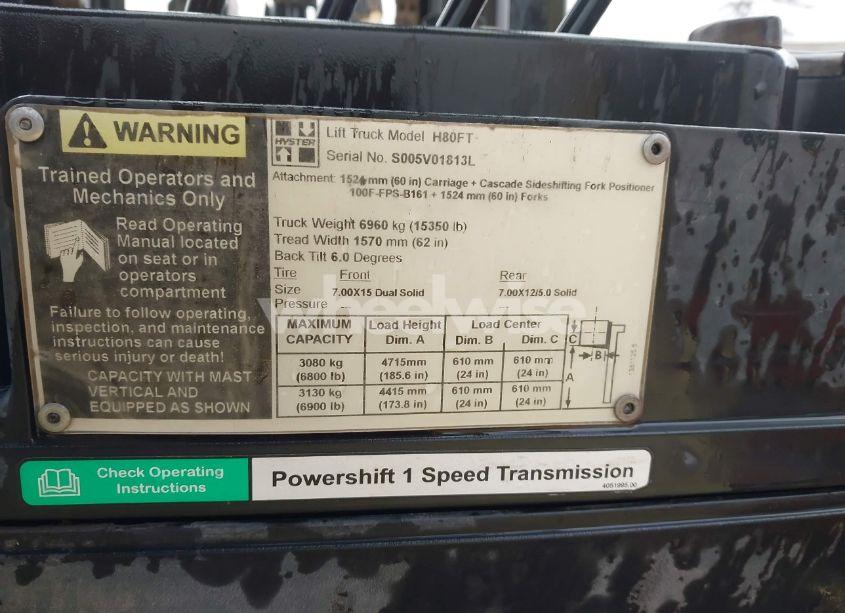 WARNING
Trained Operators and
Mechanics Only
Read Operating
Manual located
on seat or in
operators
compartment
Failure to follow operating,
inspection, and maintenance
instructions can cause
serious injury or death!
CAPACITY WITH MAST
VERTICAL AND
EQUIPPED AS SHOWN
HYSTER
Lift Truck Model H80FT
Serial No. S005V01813L
Attachment 1524 mm (60 in) Carriage + Cascade Sideshifting Fork Positioner
100F-FPS-B161 + 1524 mm (60 in) Forks
Truck Weight 6960 kg (15350 lb)
Tread Width 1570 mm (62 in)
Back Tilt 6.0 Degrees
Tire Front Rear
Size 7.00X15 Dual Solid 7.00X12/5.0 Solid
Pressure -- --
MAXIMUM CAPACITY Load Height Dim. A Load Center Dim. B Dim. C
3080 kg 4715mm 610 mm 610 mm
(6800 lb) (185.6 in) (24 in) (24 in)
3130 kg 4415 mm 610 mm 610 mm
(6900 lb) (173.8 in) (24 in) (24 in)
C
B
A
wheelwise
Check Operating
Instructions
Powershift 1 Speed Transmission
4051995.00